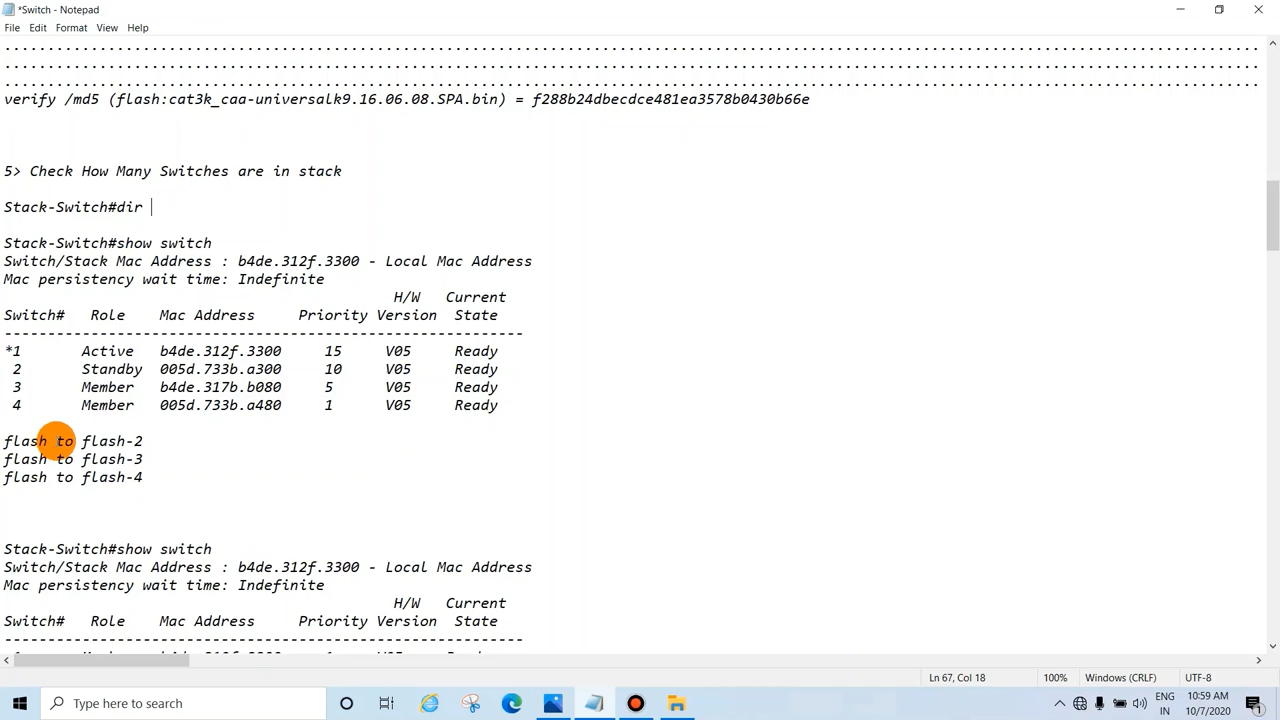 *Switch - Notepad
File Edit Format View Help
verify /md5 (flash:cat3k_caa-universalk9.16.06.08.SPA.bin) = f288b24dbecdce481ea3578b0430b66e
5> Check How Many Switches are in stack
Stack-Switch#dir
Stack-Switch#show switch
Switch/Stack Mac Address : b4de.312f.3300 - Local Mac Address
Mac persistency wait time: Indefinite
H/W Current
Switch# Role Mac Address Priority Version State
------------------------------------------------------------
*1 Active b4de.312f.3300 15 V05 Ready
2 Standby 005d.733b.a300 10 V05 Ready
3 Member b4de.317b.b080 5 V05 Ready
4 Member 005d.733b.a480 1 V05 Ready
flash to flash-2
flash to flash-3
flash to flash-4
Stack-Switch#show switch
Switch/Stack Mac Address : b4de.312f.3300 - Local Mac Address
Mac persistency wait time: Indefinite
H/W Current
Switch# Role Mac Address Priority Version State
------------------------------------------------------------
Ln 67, Col 18 100% Windows (CRLF) UTF-8
Type here to search
ENG
IN
10:59 AM
10/7/2020
1